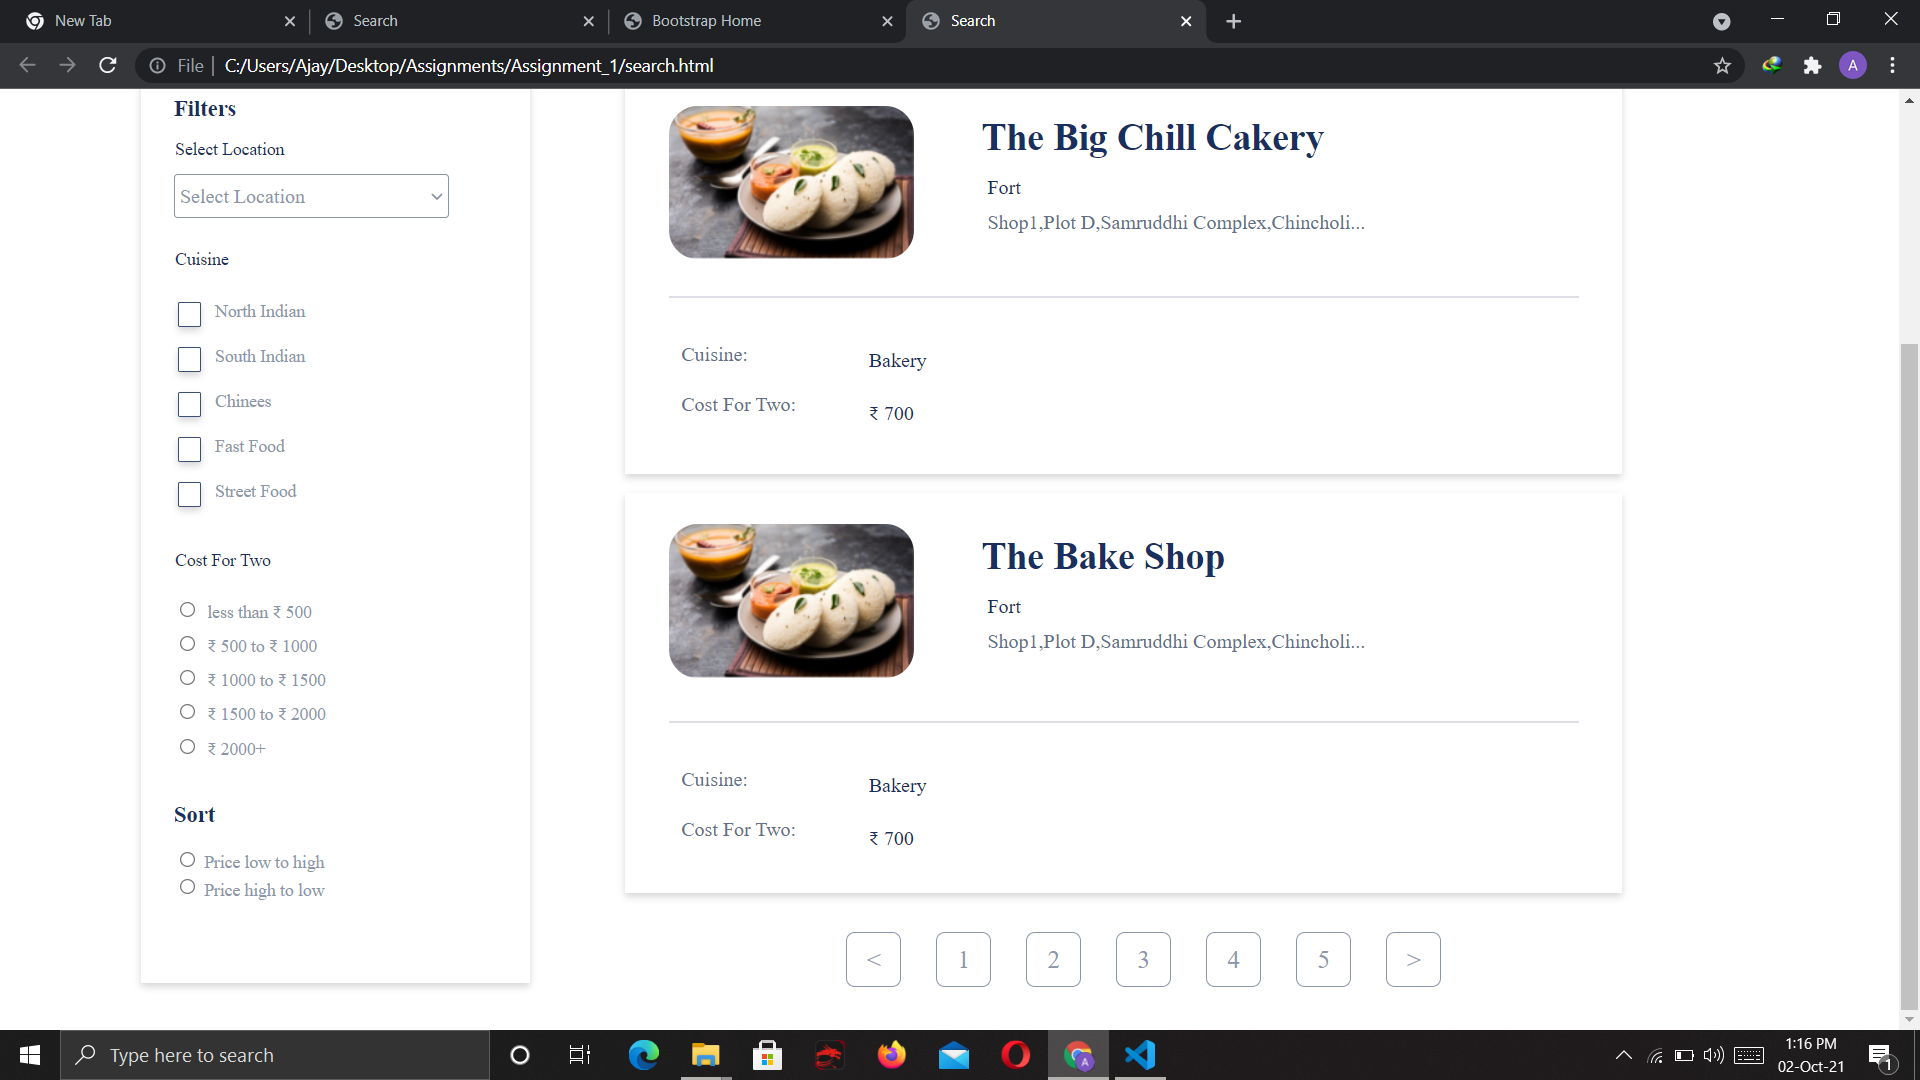 New Tab
Search
Bootstrap Home
Search
File
C:/Users/Ajay/Desktop/Assignments/Assignment_1/search.html
A
Filters
Select Location
Select Location
Cuisine
North Indian
South Indian
Chinees
Fast Food
Street Food
Cost For Two
less than ₹ 500
₹ 500 to ₹ 1000
₹ 1000 to ₹ 1500
₹ 1500 to ₹ 2000
₹ 2000+
Sort
Price low to high
Price high to low
The Big Chill Cakery
Fort
Shop1,Plot D,Samruddhi Complex,Chincholi...
Cuisine:
Bakery
Cost For Two:
₹ 700
The Bake Shop
Fort
Shop1,Plot D,Samruddhi Complex,Chincholi...
Cuisine:
Bakery
Cost For Two:
₹ 700
< 1 2 3 4 5 >
Type here to search
A
1:16 PM
02-Oct-21
1